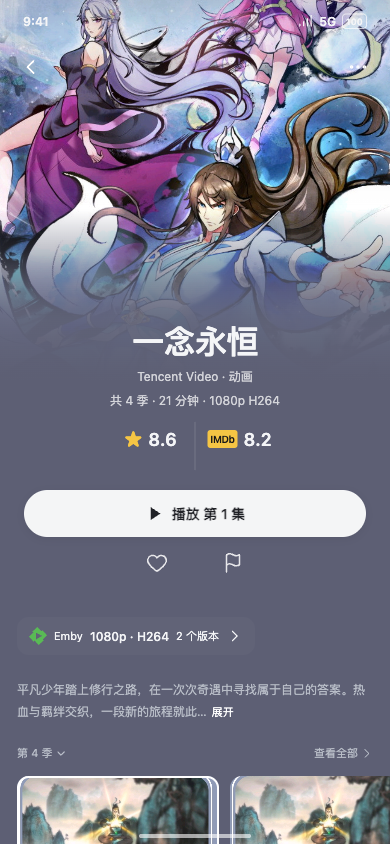 9:41
5G 100
一念永恒
Tencent Video · 动画
共 4 季 · 21 分钟 · 1080p H264
8.6 IMDb 8.2
播放 第 1 集
Emby 1080p · H264 2 个版本
平凡少年踏上修行之路，在一次次奇遇中寻找属于自己的答案。热
血与羁绊交织，一段新的旅程就此... 展开
第 4 季 查看全部